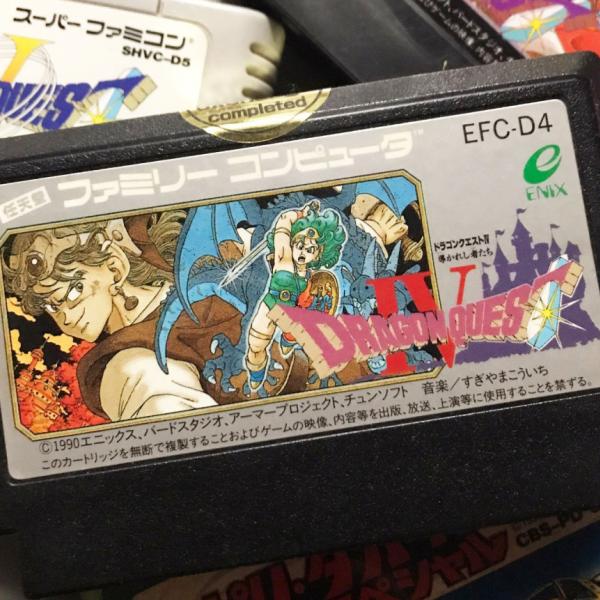 スーパー ファミコン
SHVC-D5
QUEST
completed
EFC-D4
任天堂 ファミリー コンピュータ™
ENIX
ドラゴンクエストIV
導かれし者たち
IV
DRAGON QUEST
©1990エニックス、バードスタジオ、アーマープロジェクト、チュンソフト 音楽/すぎやまこういち
このカートリッジを無断で複製することおよびゲームの映像、内容等を出版、放送、上演等に使用することを禁ずる。